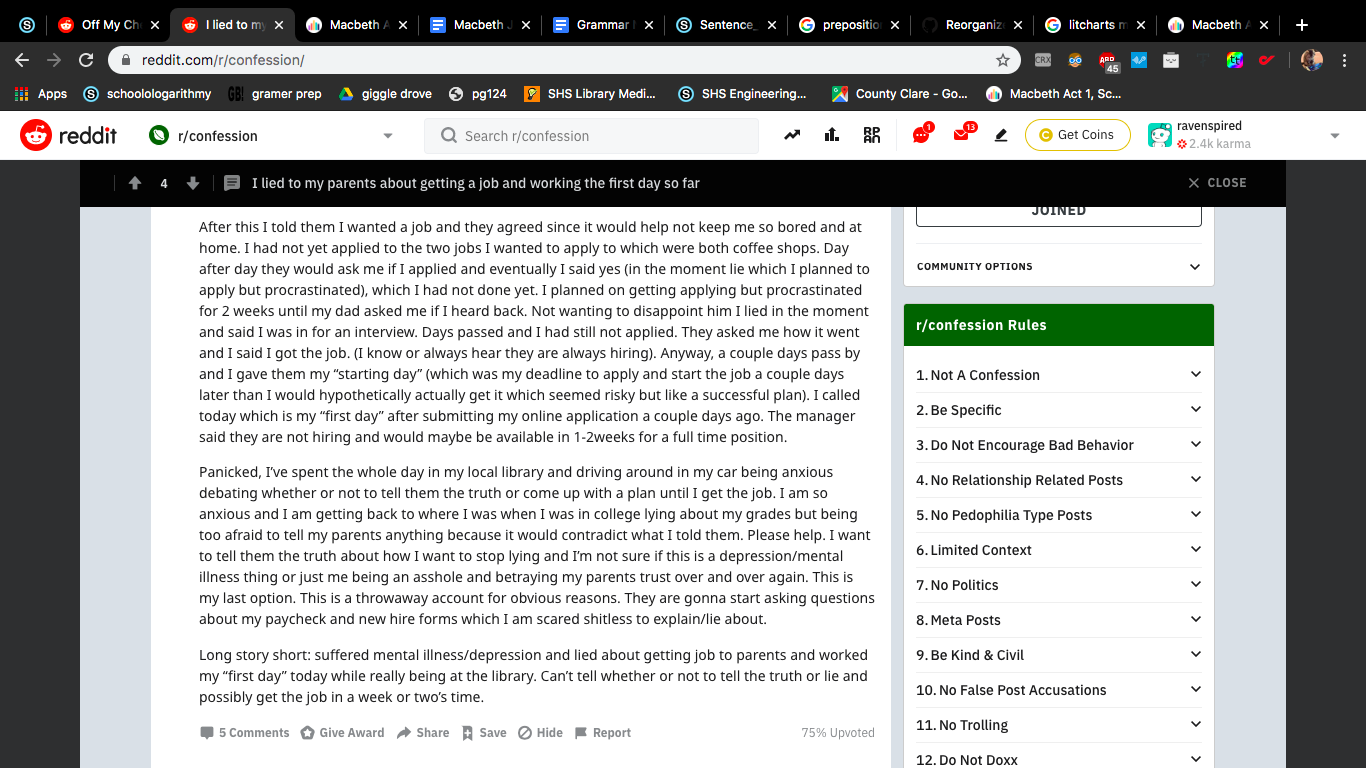 Off My Ch
I lied to my
Macbeth A
Macbeth J
Grammar
Sentence_
prepositio
Reorganiz
litcharts m
Macbeth A
reddit.com/r/confession/
CRX
ABP
45
Apps
schoolologarithmy
GB!
gramer prep
giggle drove
pg124
SHS Library Medi...
SHS Engineering...
County Clare - Go...
Macbeth Act 1, Sc...
reddit
r/confession
Search r/confession
1
13
Get Coins
ravenspired
2.4k karma
4
I lied to my parents about getting a job and working the first day so far
CLOSE
After this I told them I wanted a job and they agreed since it would help not keep me so bored and at
home. I had not yet applied to the two jobs I wanted to apply to which were both coffee shops. Day
after day they would ask me if I applied and eventually I said yes (in the moment lie which I planned to
apply but procrastinated), which I had not done yet. I planned on getting applying but procrastinated
for 2 weeks until my dad asked me if I heard back. Not wanting to disappoint him I lied in the moment
and said I was in for an interview. Days passed and I had still not applied. They asked me how it went
and I said I got the job. (I know or always hear they are always hiring). Anyway, a couple days pass by
and I gave them my “starting day” (which was my deadline to apply and start the job a couple days
later than I would hypothetically actually get it which seemed risky but like a successful plan). I called
today which is my “first day” after submitting my online application a couple days ago. The manager
said they are not hiring and would maybe be available in 1-2weeks for a full time position.
Panicked, I’ve spent the whole day in my local library and driving around in my car being anxious
debating whether or not to tell them the truth or come up with a plan until I get the job. I am so
anxious and I am getting back to where I was when I was in college lying about my grades but being
too afraid to tell my parents anything because it would contradict what I told them. Please help. I want
to tell them the truth about how I want to stop lying and I’m not sure if this is a depression/mental
illness thing or just me being an asshole and betraying my parents trust over and over again. This is
my last option. This is a throwaway account for obvious reasons. They are gonna start asking questions
about my paycheck and new hire forms which I am scared shitless to explain/lie about.
Long story short: suffered mental illness/depression and lied about getting job to parents and worked
my “first day” today while really being at the library. Can’t tell whether or not to tell the truth or lie and
possibly get the job in a week or two’s time.
5 Comments
Give Award
Share
Save
Hide
Report
75% Upvoted
JOINED
COMMUNITY OPTIONS
r/confession Rules
1. Not A Confession
2. Be Specific
3. Do Not Encourage Bad Behavior
4. No Relationship Related Posts
5. No Pedophilia Type Posts
6. Limited Context
7. No Politics
8. Meta Posts
9. Be Kind & Civil
10. No False Post Accusations
11. No Trolling
12. Do Not Doxx